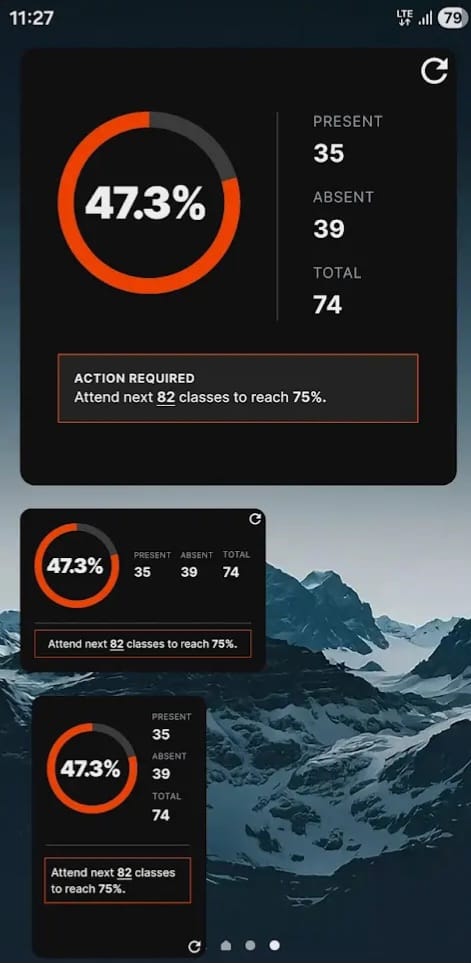 11:27
LTE
79
47.3%
PRESENT
35
ABSENT
39
TOTAL
74
ACTION REQUIRED
Attend next 82 classes to reach 75%.
47.3%
PRESENT ABSENT TOTAL
35 39 74
Attend next 82 classes to reach 75%.
47.3%
PRESENT
35
ABSENT
39
TOTAL
74
Attend next 82 classes
to reach 75%.